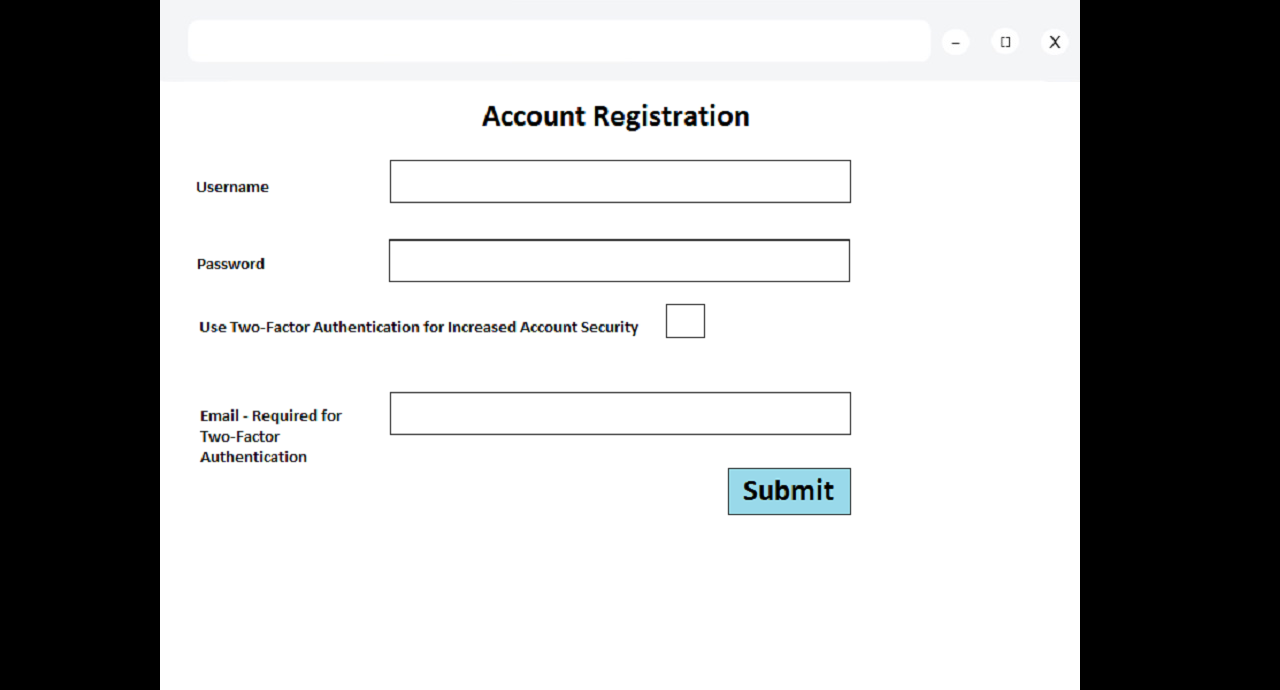 Account Registration
Username
Password
Use Two-Factor Authentication for Increased Account Security
Email - Required for
Two-Factor
Authentication
Submit